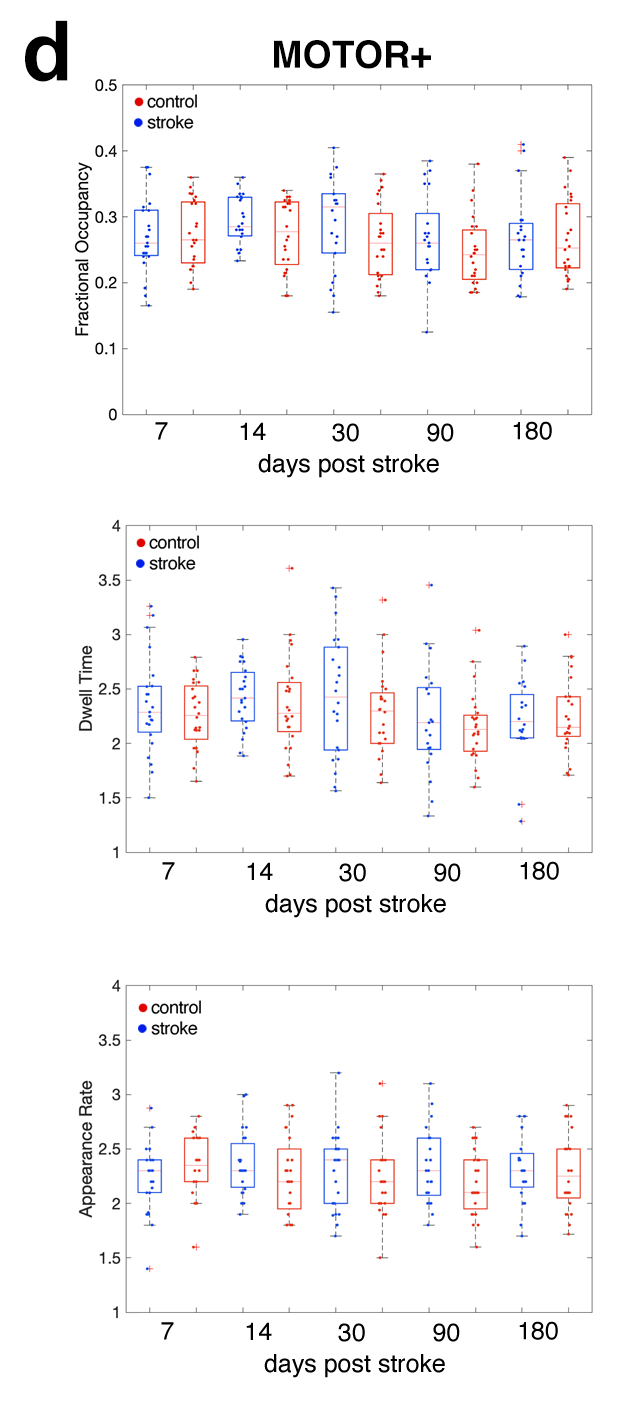 d
MOTOR+
0.5
control
stroke
0.4
0.3
0.2
0.1
0
Fractional Occupancy
7 14 30 90 180
days post stroke
4
control
stroke
3.5
3
2.5
2
1.5
1
Dwell Time
7 14 30 90 180
days post stroke
4
control
stroke
3.5
3
2.5
2
1.5
1
Appearance Rate
7 14 30 90 180
days post stroke